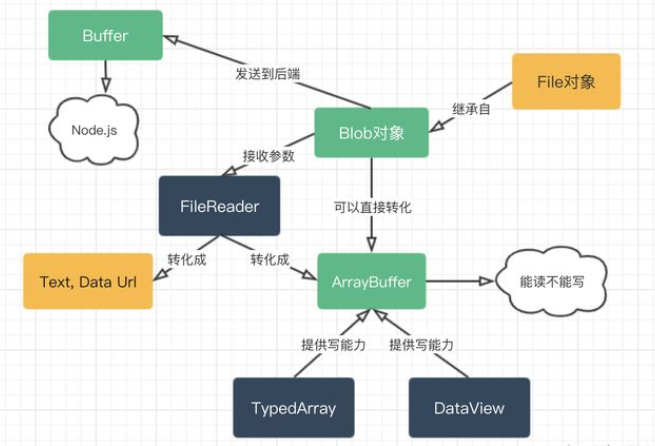 Buffer
发送到后端
File对象
继承自
Node.js
Blob对象
接收参数
FileReader
可以直接转化
转化成
转化成
Text, Data Url
ArrayBuffer
能读不能写
提供写能力
提供写能力
TypedArray
DataView